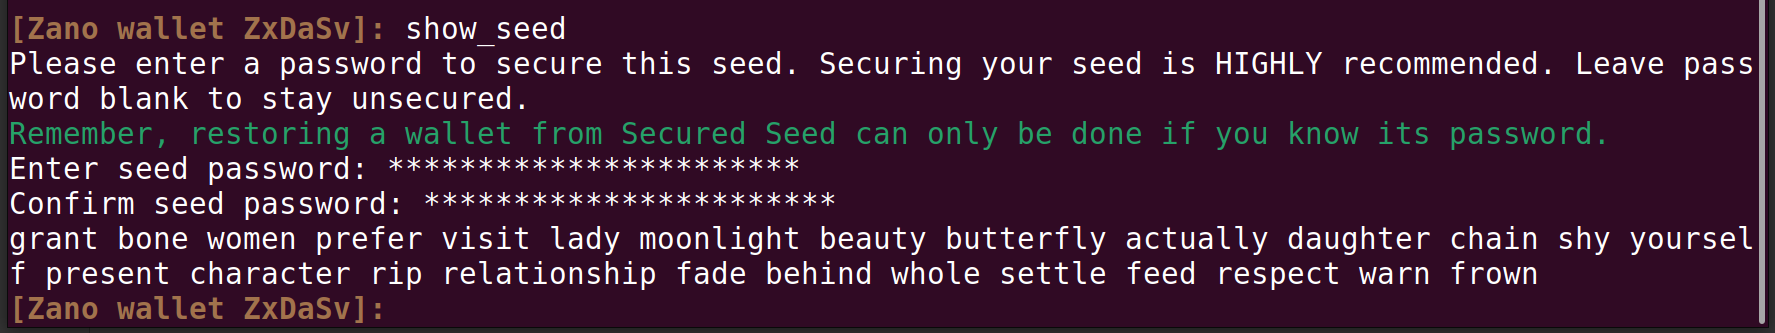 [Zano wallet ZxDaSv]: show_seed
Please enter a password to secure this seed. Securing your seed is HIGHLY recommended. Leave pass
word blank to stay unsecured.
Remember, restoring a wallet from Secured Seed can only be done if you know its password.
Enter seed password: ***********************
Confirm seed password: ***********************
grant bone women prefer visit lady moonlight beauty butterfly actually daughter chain shy yoursel
f present character rip relationship fade behind whole settle feed respect warn frown
[Zano wallet ZxDaSv]: